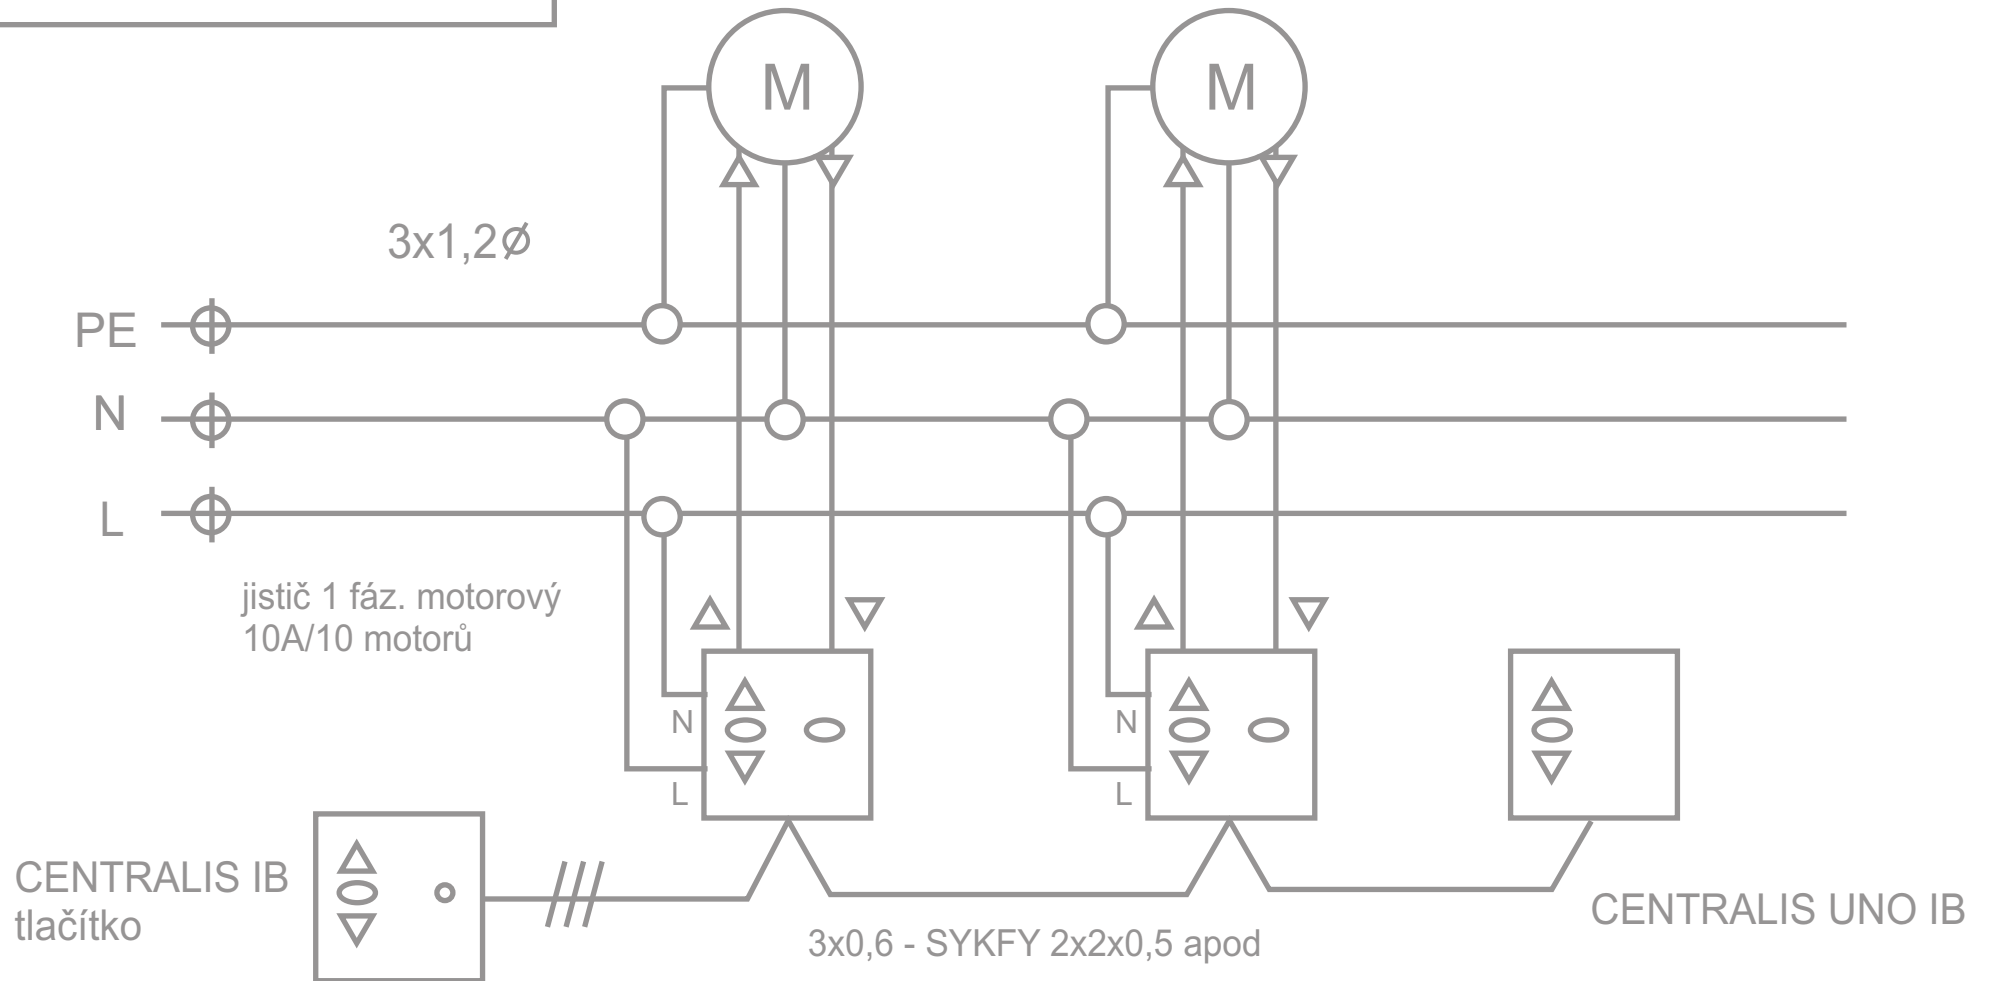 M
M
3x1,2⌀
PE
N
L
jistič 1 fáz. motorový
10A/10 motorů
N
L
N
L
CENTRALIS IB
tlačítko
CENTRALIS UNO IB
3x0,6 - SYKFY 2x2x0,5 apod